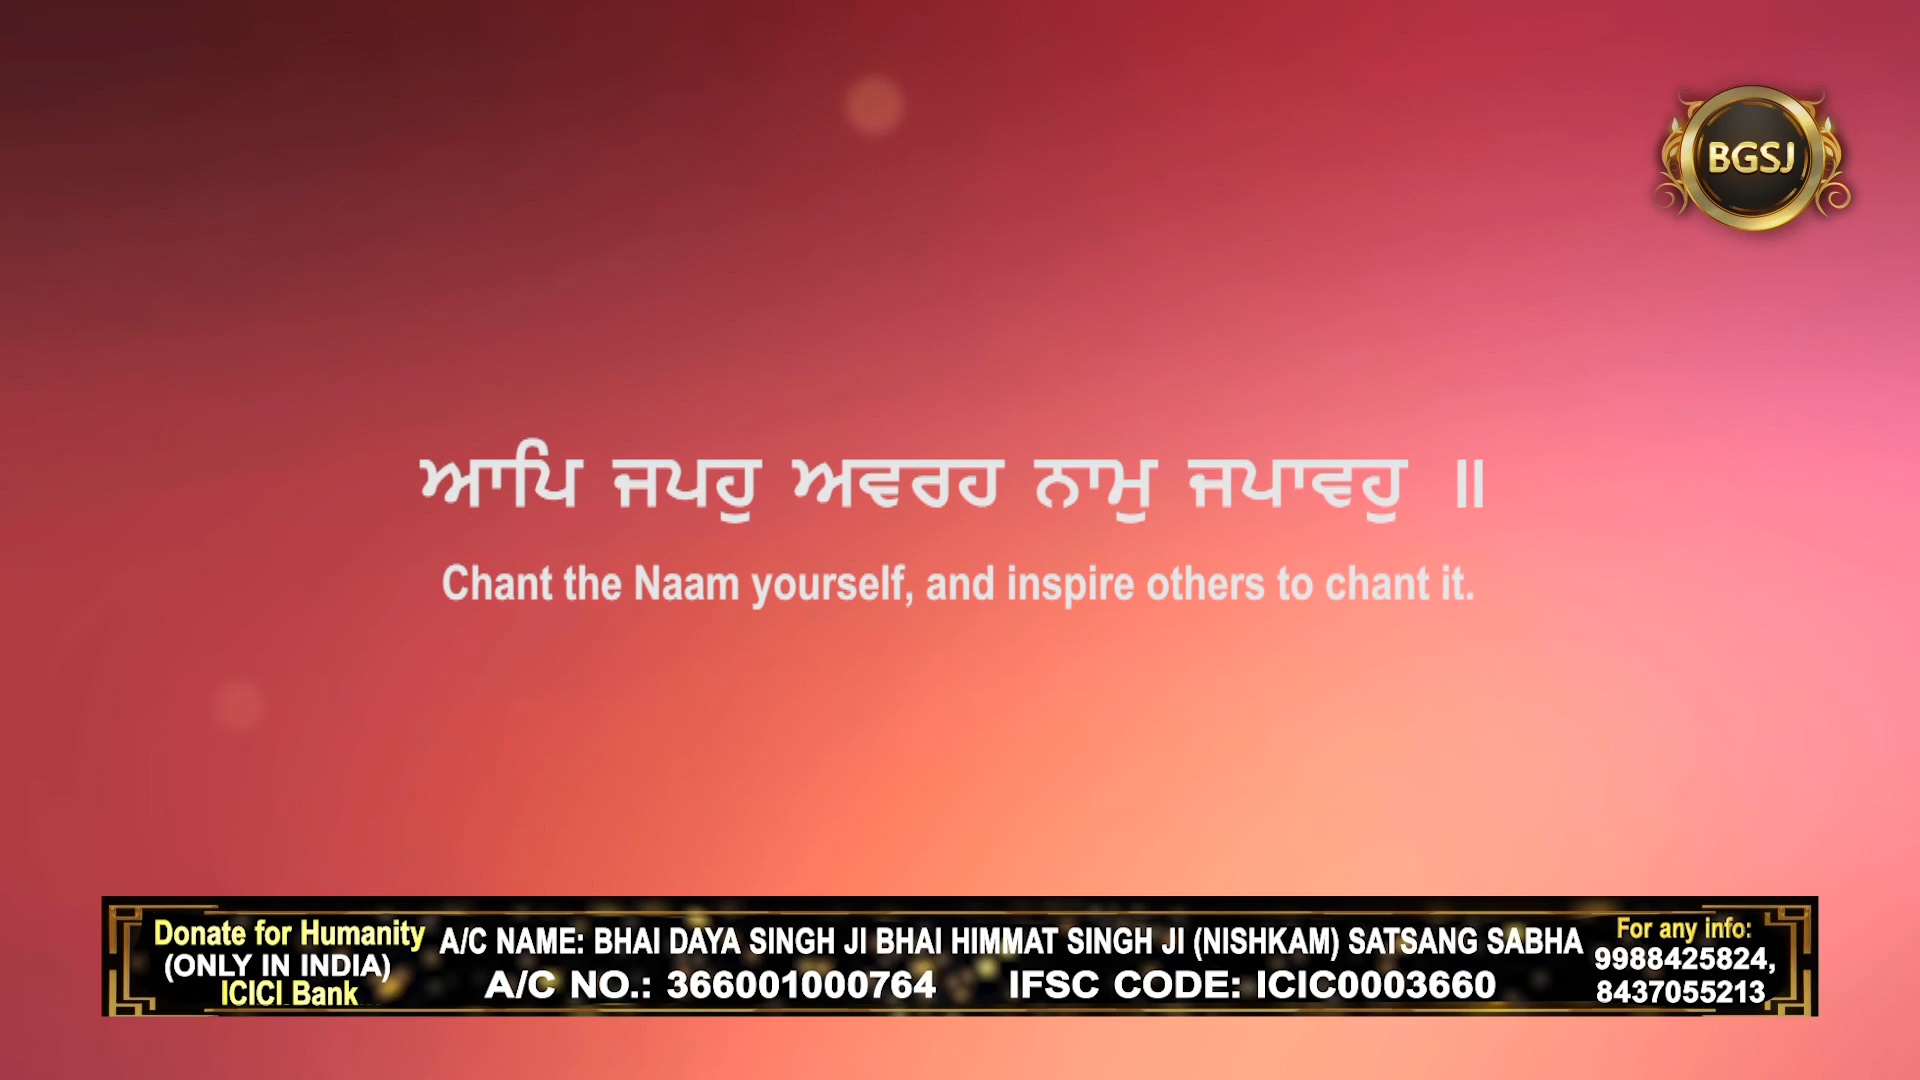 BGSJ
ਆਪਿ ਜਪਹੁ ਅਵਰਹ ਨਾਮੁ ਜਪਾਵਹੁ ॥
Chant the Naam yourself, and inspire others to chant it.
Donate for Humanity
(ONLY IN INDIA)
ICICI Bank
A/C NAME: BHAI DAYA SINGH JI BHAI HIMMAT SINGH JI (NISHKAM) SATSANG SABHA
A/C NO.: 366001000764 IFSC CODE: ICIC0003660
For any info:
9988425824,
8437055213